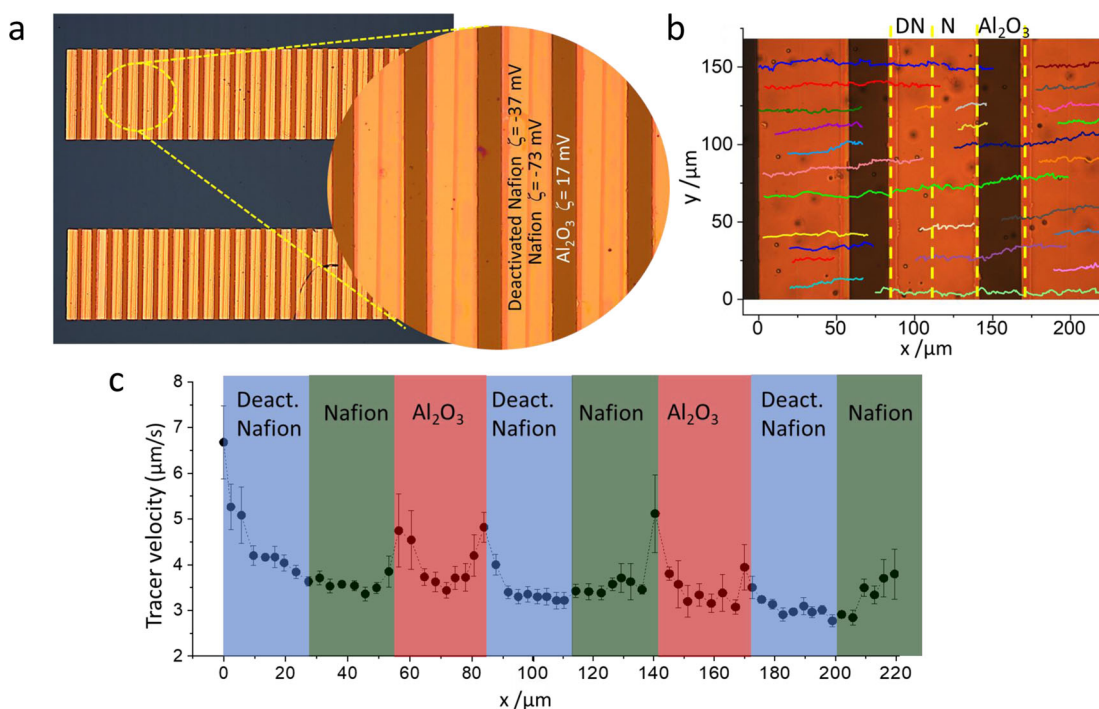 a
Deactivated Nafion ζ= -37 mV
Nafion ζ= -73 mV
Al₂O₃ ζ= 17 mV
b
DN N Al₂O₃
150
100
50
0
y /μm
0 50 100 150 200
x /μm
c
8
7
6
5
4
3
2
Tracer velocity (μm/s)
Deact. Nafion
Nafion
Al₂O₃
Deact. Nafion
Nafion
Al₂O₃
Deact. Nafion
Nafion
0 20 40 60 80 100 120 140 160 180 200 220
x /μm